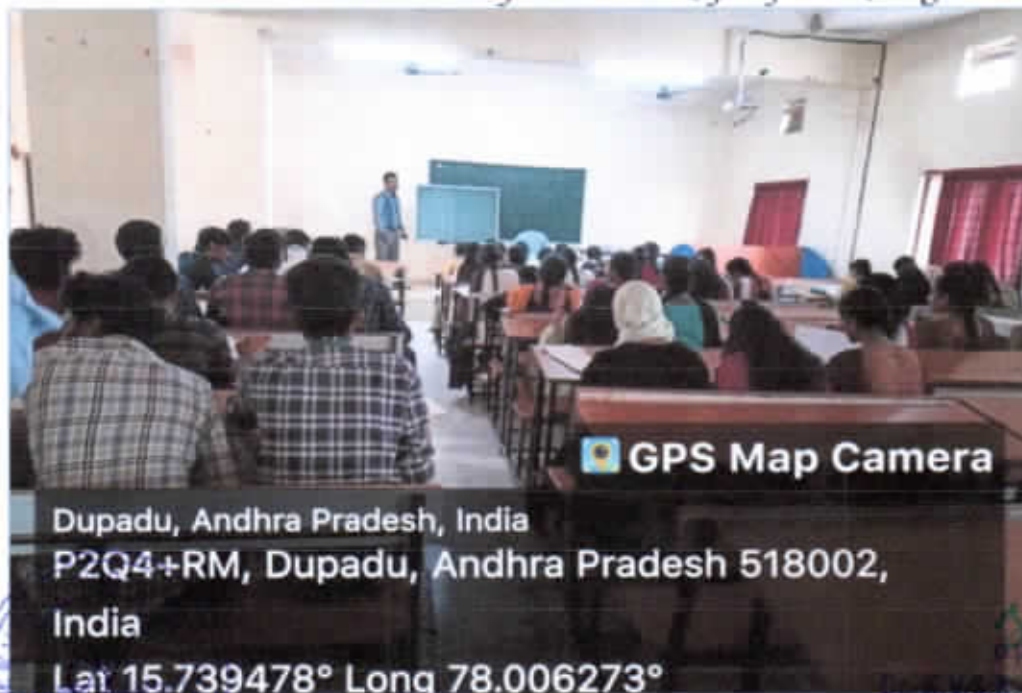 GPS Map Camera
Dupadu, Andhra Pradesh, India
P2Q4+RM, Dupadu, Andhra Pradesh 518002,
India
Lat 15.739478° Long 78.006273°